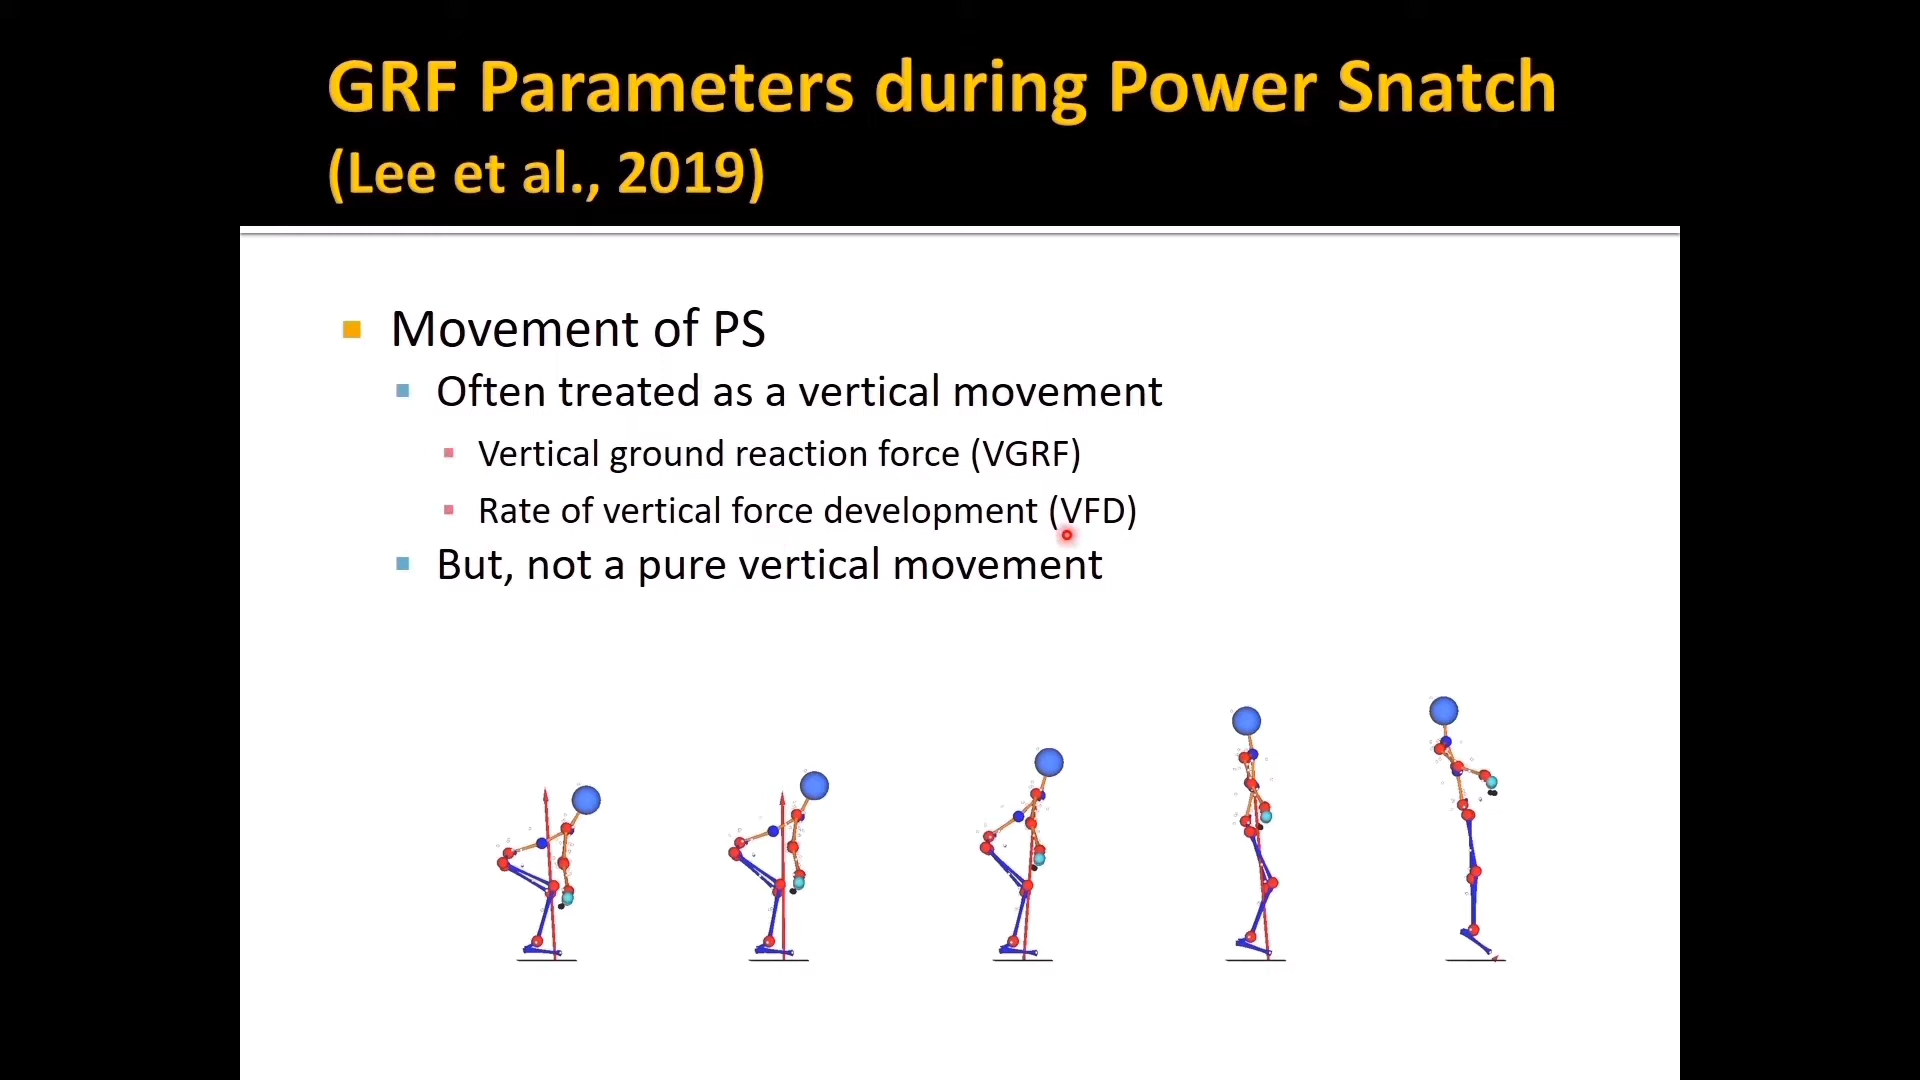 GRF Parameters during Power Snatch
(Lee et al., 2019)
Movement of PS
Often treated as a vertical movement
Vertical ground reaction force (VGRF)
Rate of vertical force development (VFD)
But, not a pure vertical movement